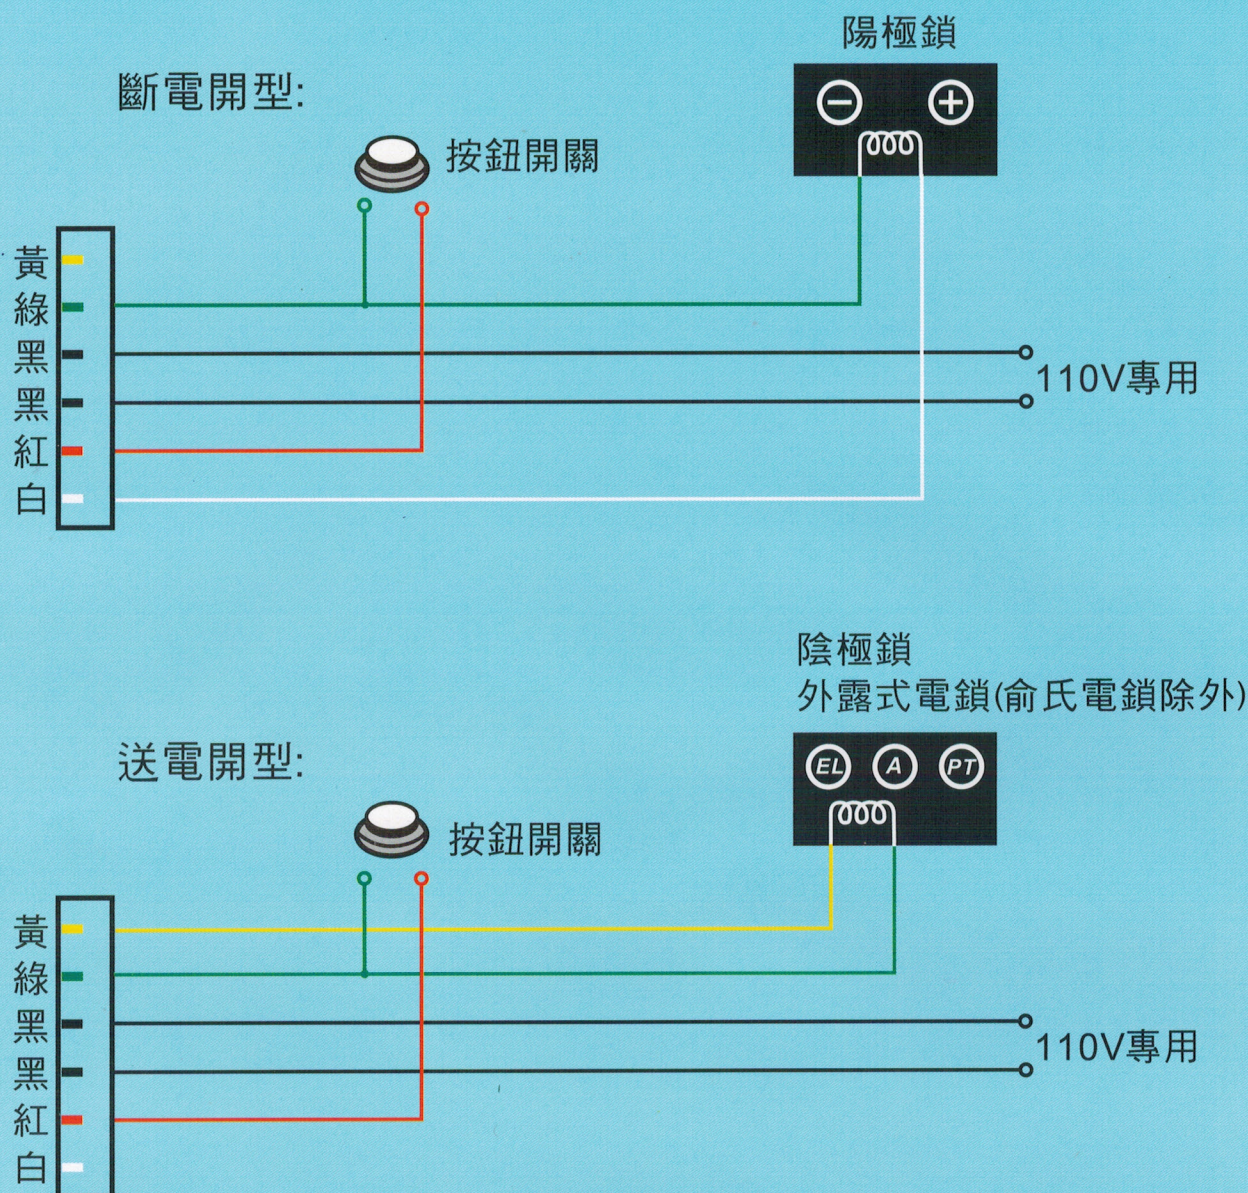 陽極鎖
斷電開型:
按鈕開關
黃
綠
黑
黑
紅
白
110V專用
陰極鎖
外露式電鎖(俞氏電鎖除外)
送電開型:
EL A PT
按鈕開關
黃
綠
黑
黑
紅
白
110V專用